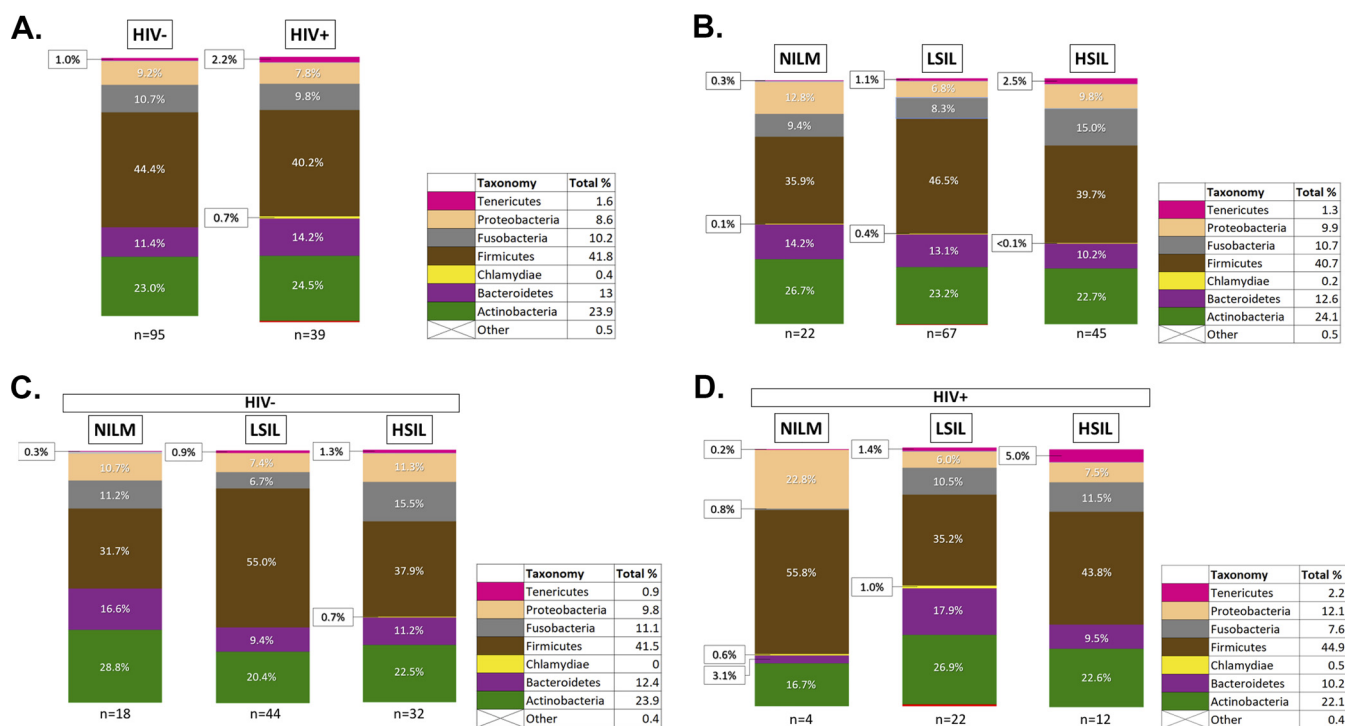 A.
HIV-
HIV+
1.0%
2.2%
9.2%
7.8%
10.7%
9.8%
44.4%
40.2%
0.7%
11.4%
14.2%
23.0%
24.5%
n=95
n=39
Taxonomy Total %
Tenericutes 1.6
Proteobacteria 8.6
Fusobacteria 10.2
Firmicutes 41.8
Chlamydiae 0.4
Bacteroidetes 13
Actinobacteria 23.9
Other 0.5
B.
NILM
LSIL
HSIL
0.3%
1.1%
2.5%
12.8%
6.8%
9.8%
9.4%
8.3%
15.0%
35.9%
46.5%
39.7%
0.1%
0.4%
<0.1%
14.2%
13.1%
10.2%
26.7%
23.2%
22.7%
n=22
n=67
n=45
Taxonomy Total %
Tenericutes 1.3
Proteobacteria 9.9
Fusobacteria 10.7
Firmicutes 40.7
Chlamydiae 0.2
Bacteroidetes 12.6
Actinobacteria 24.1
Other 0.5
C.
HIV-
NILM
LSIL
HSIL
0.3%
0.9%
1.3%
10.7%
7.4%
11.3%
11.2%
6.7%
15.5%
31.7%
55.0%
37.9%
0.7%
16.6%
9.4%
11.2%
28.8%
20.4%
22.5%
n=18
n=44
n=32
Taxonomy Total %
Tenericutes 0.9
Proteobacteria 9.8
Fusobacteria 11.1
Firmicutes 41.5
Chlamydiae 0
Bacteroidetes 12.4
Actinobacteria 23.9
Other 0.4
D.
HIV+
NILM
LSIL
HSIL
0.2%
1.4%
5.0%
22.8%
6.0%
7.5%
0.8%
10.5%
11.5%
55.8%
35.2%
43.8%
1.0%
0.6%
3.1%
17.9%
9.5%
16.7%
26.9%
22.6%
n=4
n=22
n=12
Taxonomy Total %
Tenericutes 2.2
Proteobacteria 12.1
Fusobacteria 7.6
Firmicutes 44.9
Chlamydiae 0.5
Bacteroidetes 10.2
Actinobacteria 22.1
Other 0.4